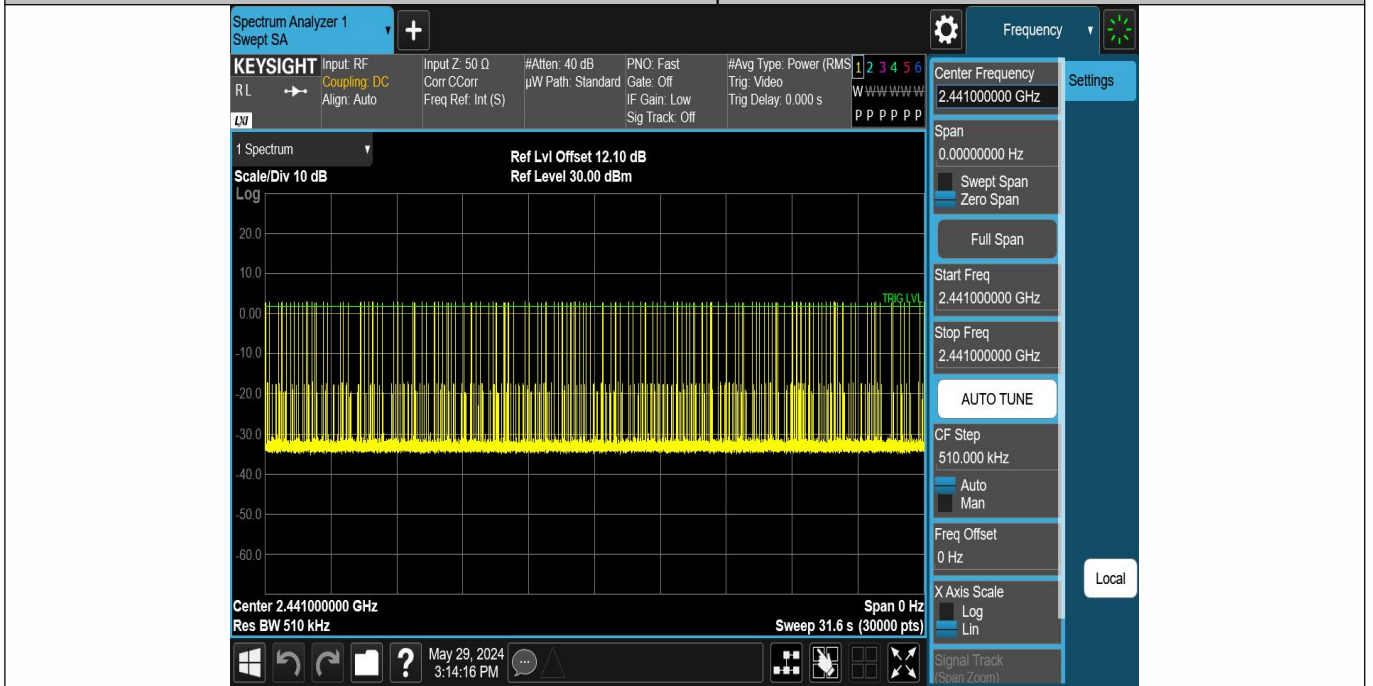 Spectrum Analyzer 1
Swept SA
+
Frequency
KEYSIGHT
RL
LXI
Input: RF
Coupling: DC
Align: Auto
Input Z: 50 Ω
Corr CCorr
Freq Ref: Int (S)
#Atten: 40 dB
µW Path: Standard
PNO: Fast
Gate: Off
IF Gain: Low
Sig Track: Off
#Avg Type: Power (RMS
Trig: Video
Trig Delay: 0.000 s
1 2 3 4 5 6
W W W W W W
P P P P P P
1 Spectrum
Scale/Div 10 dB
Ref Lvl Offset 12.10 dB
Ref Level 30.00 dBm
Log
20.0
10.0
0.00
-10.0
-20.0
-30.0
-40.0
-50.0
-60.0
TRIG LVL
Center 2.441000000 GHz
Res BW 510 kHz
Span 0 Hz
Sweep 31.6 s (30000 pts)
?
May 29, 2024
3:14:16 PM
Center Frequency
2.441000000 GHz
Settings
Span
0.00000000 Hz
Swept Span
Zero Span
Full Span
Start Freq
2.441000000 GHz
Stop Freq
2.441000000 GHz
AUTO TUNE
CF Step
510.000 kHz
Auto
Man
Freq Offset
0 Hz
X Axis Scale
Log
Lin
Signal Track
(Span Zoom)
Local